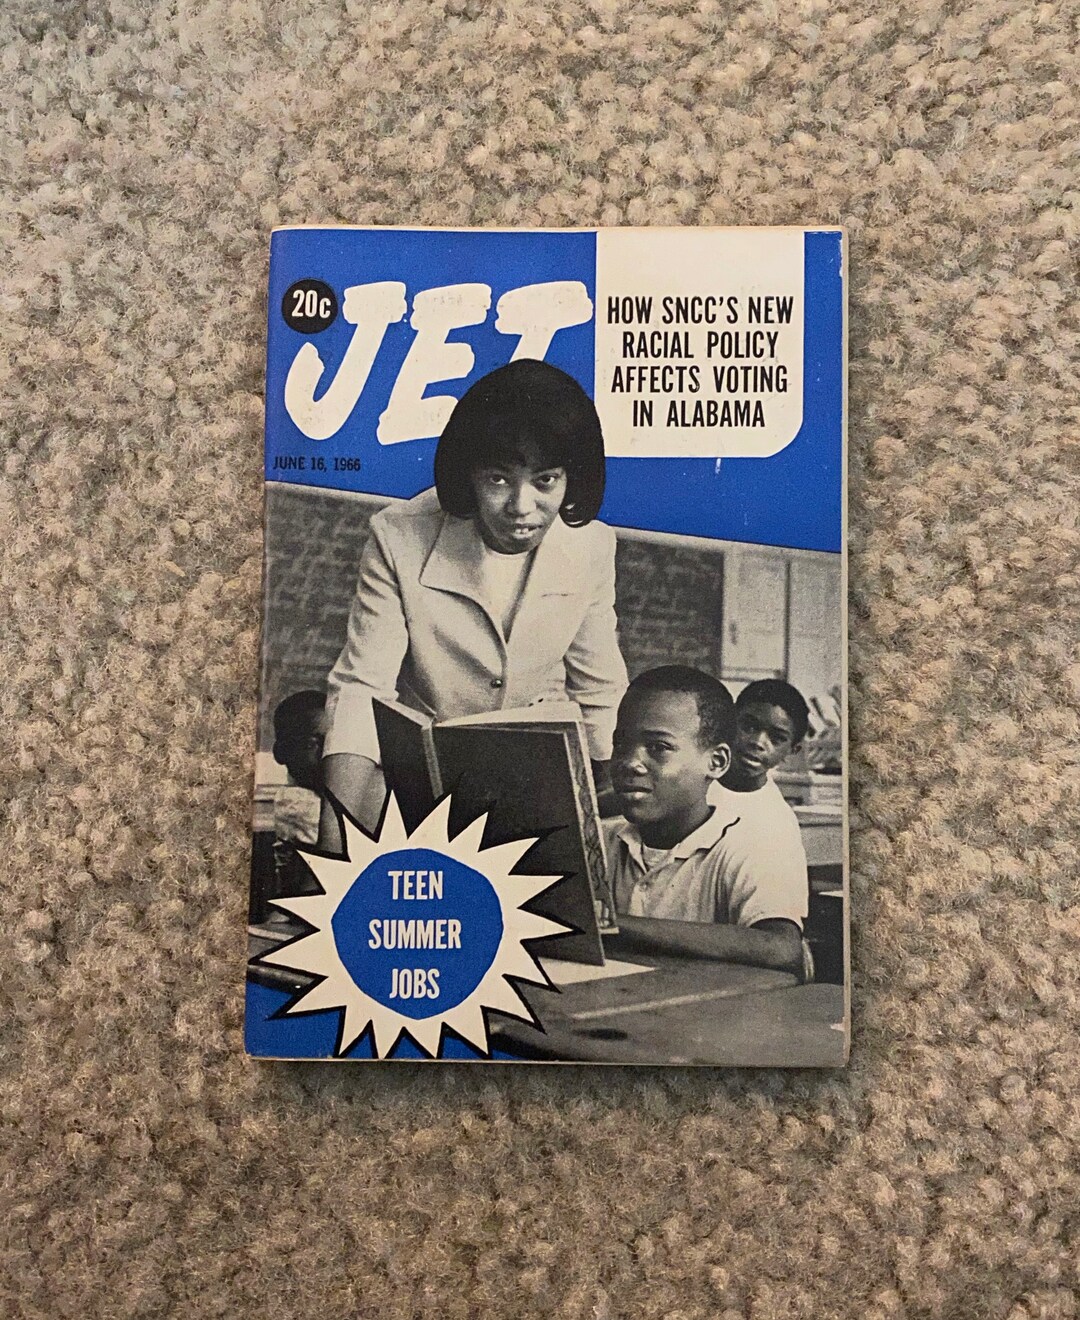 20c
JET
HOW SNCC'S NEW
RACIAL POLICY
AFFECTS VOTING
IN ALABAMA
JUNE 16, 1966
TEEN
SUMMER
JOBS